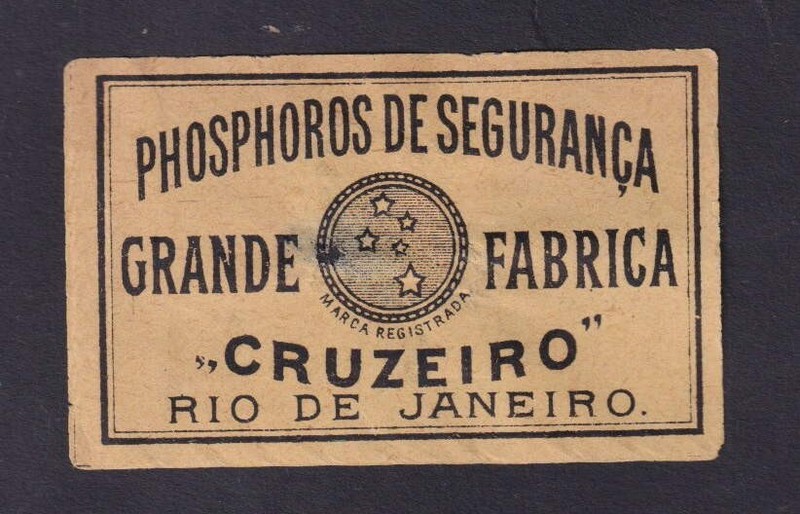 PHOSPHOROS DE SEGURANÇA
GRANDE FABRICA
MARCA REGISTRADA
„CRUZEIRO”
RIO DE JANEIRO.